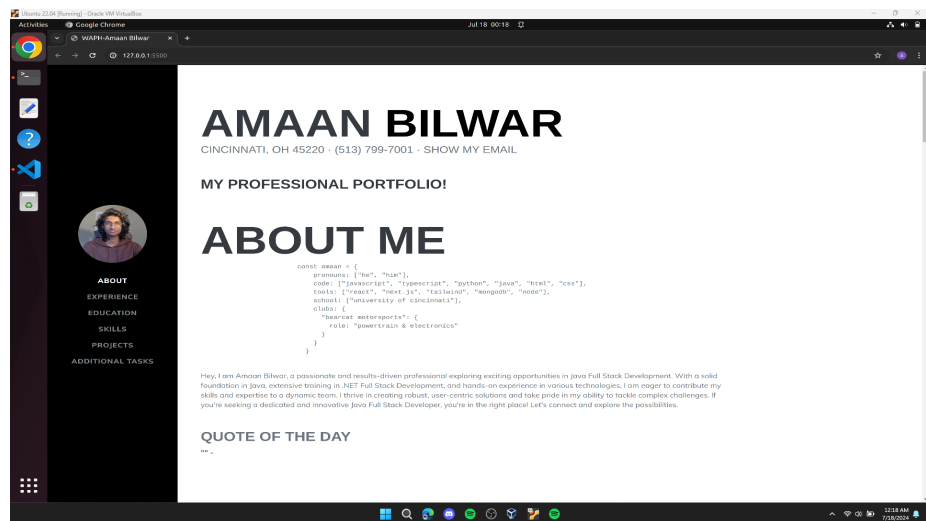 Ubuntu 22.04 [Running] - Oracle VM VirtualBox
Activities
Google Chrome
Jul 18 00:18
WAPH-Amaan Bilwar
127.0.0.1:5500
AMAAN BILWAR
CINCINNATI, OH 45220 · (513) 799-7001 · SHOW MY EMAIL
MY PROFESSIONAL PORTFOLIO!
ABOUT
EXPERIENCE
EDUCATION
SKILLS
PROJECTS
ADDITIONAL TASKS
ABOUT ME
const amaan = {
pronouns: ["he", "him"],
code: ["javascript", "typescript", "python", "java", "html", "css"],
tools: ["react", "next.js", "tailwind", "mongodb", "node"],
school: ["university of cincinnati"],
clubs: {
"bearcat motorsports": {
role: "powertrain & electronics"
}
}
}
Hey, I am Amaan Bilwar, a passionate and results-driven professional exploring exciting opportunities in Java Full Stack Development. With a solid
foundation in Java, extensive training in .NET Full Stack Development, and hands-on experience in various technologies, I am eager to contribute my
skills and expertise to a dynamic team. I thrive in creating robust, user-centric solutions and take pride in my ability to tackle complex challenges. If
you're seeking a dedicated and innovative Java Full Stack Developer, you're in the right place! Let's connect and explore the possibilities.
QUOTE OF THE DAY
"" -
12:18 AM
7/18/2024